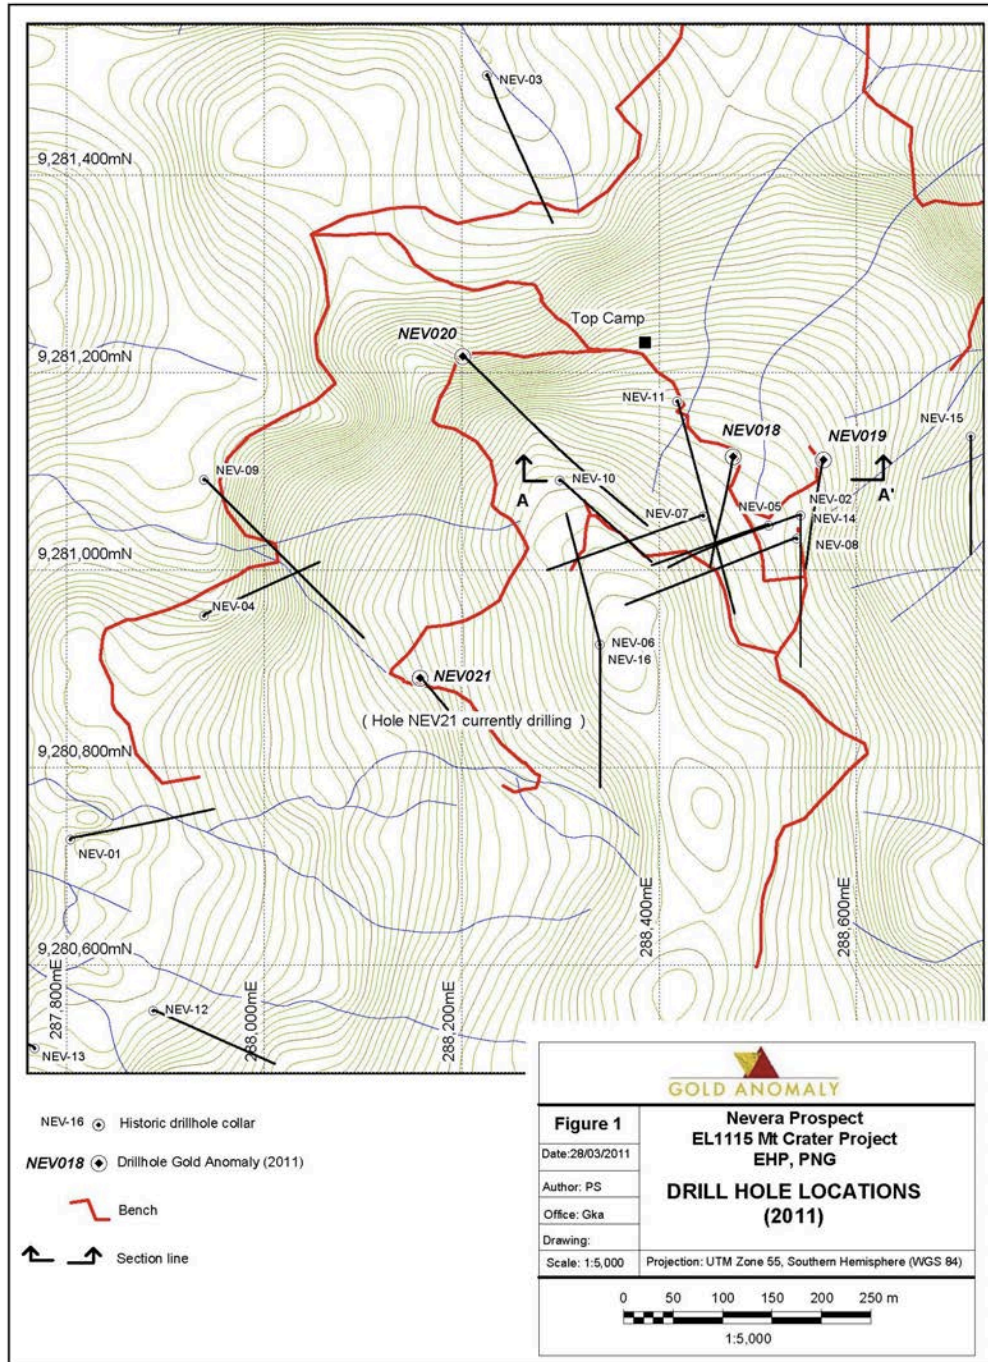 NEV-03
9,281,400mN
Top Camp
NEV020
9,281,200mN
NEV-11
NEV018
NEV019
NEV-15
NEV-09
NEV-10
A
A'
NEV-02
NEV-07
NEV-05
NEV-14
NEV-08
9,281,000mN
NEV-04
NEV-06
NEV-16
NEV021
( Hole NEV21 currently drilling )
9,280,800mN
NEV-01
9,280,600mN
287,800mE
288,000mE
288,200mE
288,400mE
288,600mE
NEV-12
NEV-13
NEV-16 Historic drillhole collar
NEV018 Drillhole Gold Anomaly (2011)
Bench
Section line
GOLD ANOMALY
Figure 1
Date:28/03/2011
Author: PS
Office: Gka
Drawing:
Scale: 1:5,000
Nevera Prospect
EL1115 Mt Crater Project
EHP, PNG
DRILL HOLE LOCATIONS
(2011)
Projection: UTM Zone 55, Southern Hemisphere (WGS 84)
0 50 100 150 200 250 m
1:5,000